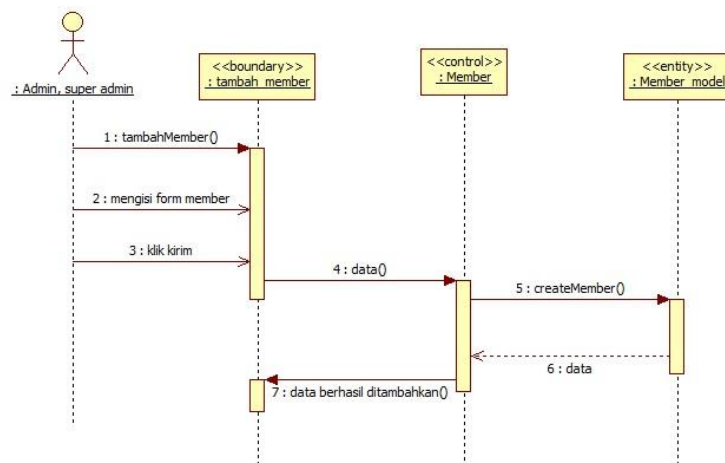 : Admin, super admin
<<boundary>>
: tambah_member
<<control>>
: Member
<<entity>>
: Member_model
1 : tambahMember()
2 : mengisi form member
3 : klik kirim
4 : data()
5 : createMember()
6 : data
7 : data berhasil ditambahkan()